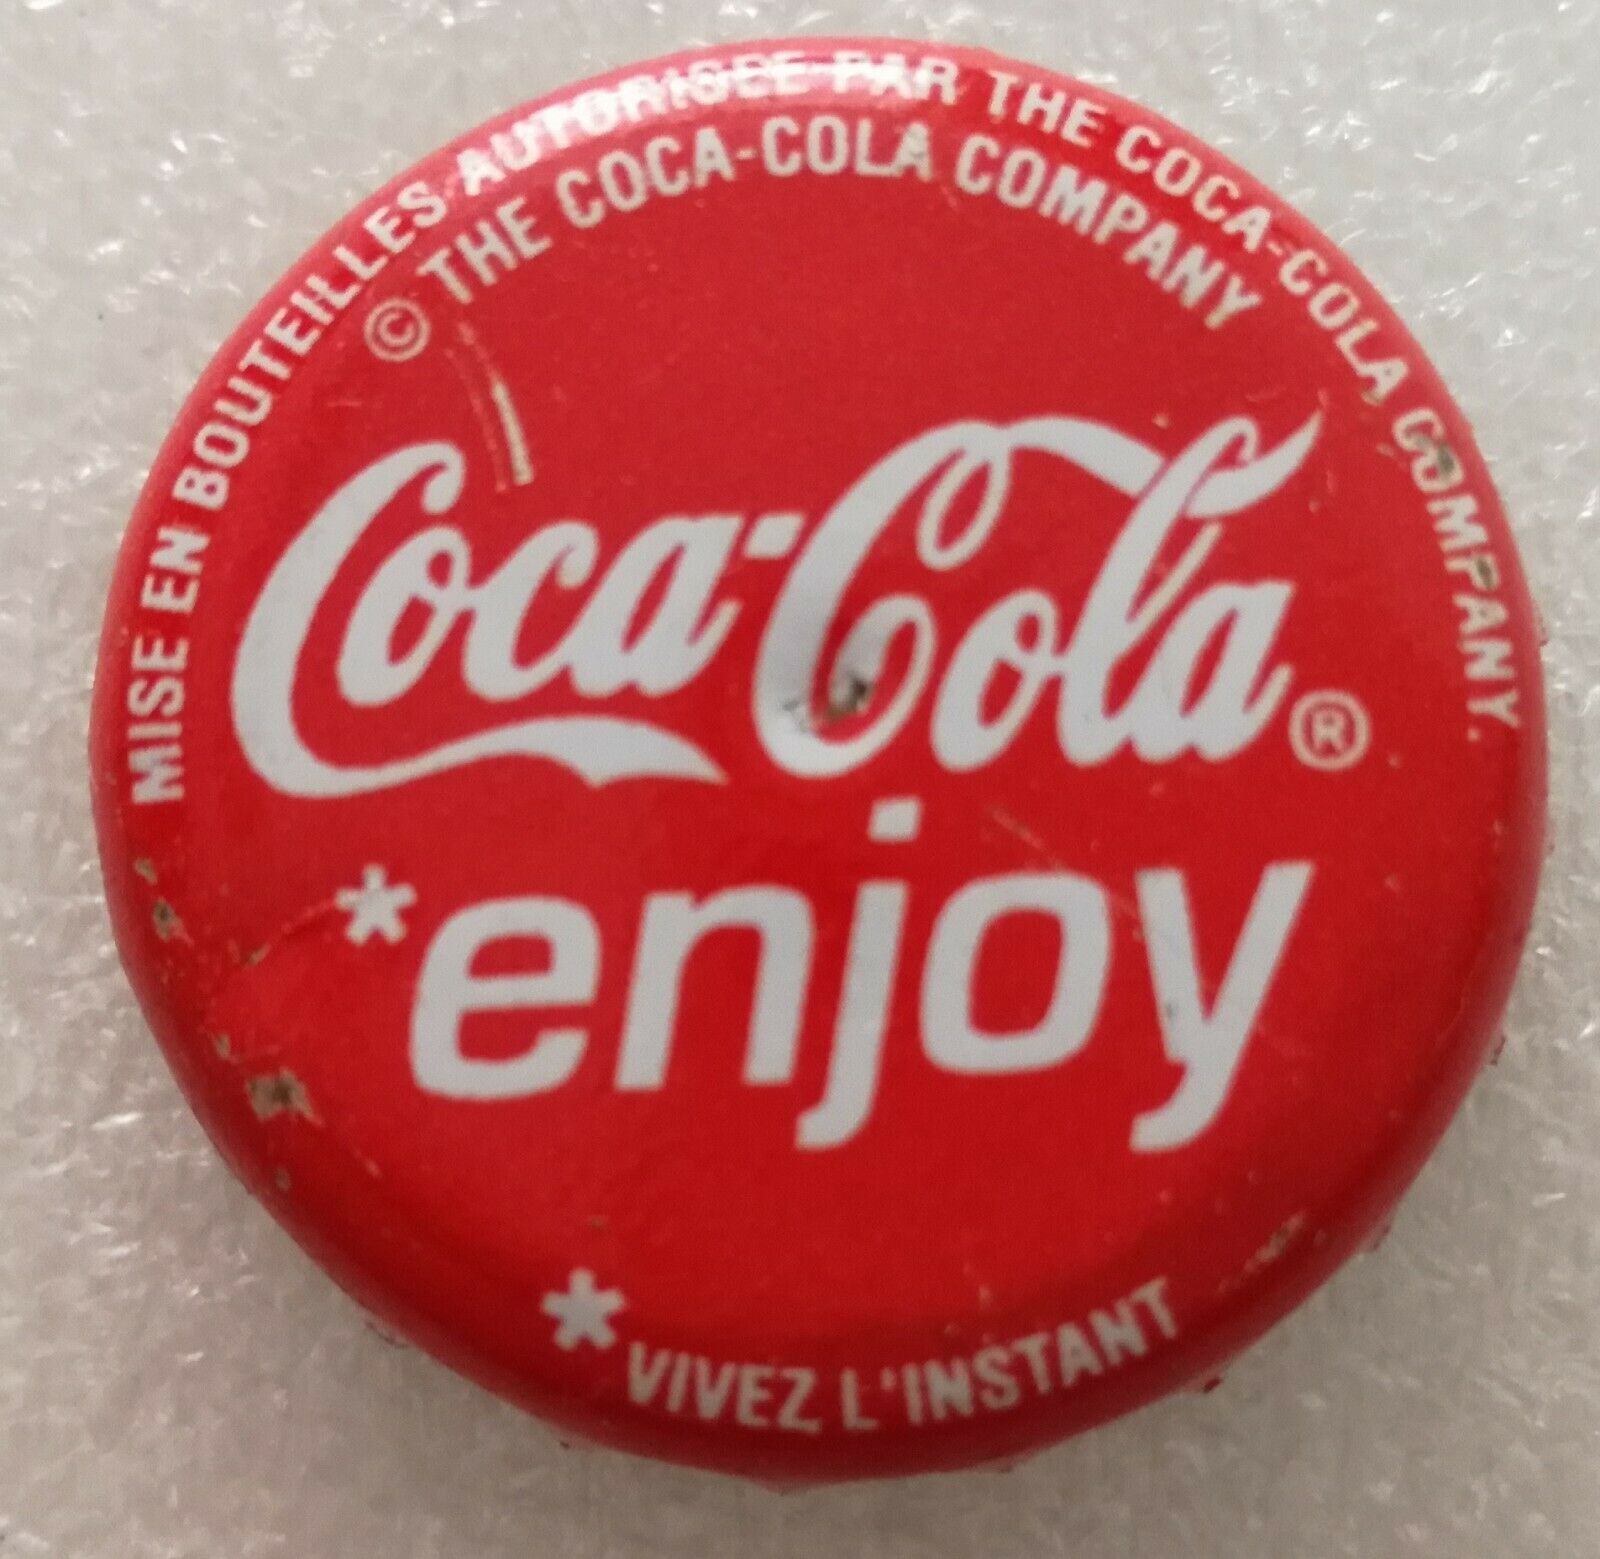 MISE EN BOUTEILLES AUTORISEE PAR THE COCA-COLA COMPANY.
© THE COCA-COLA COMPANY
Coca-Cola®
*enjoy
*VIVEZ L'INSTANT